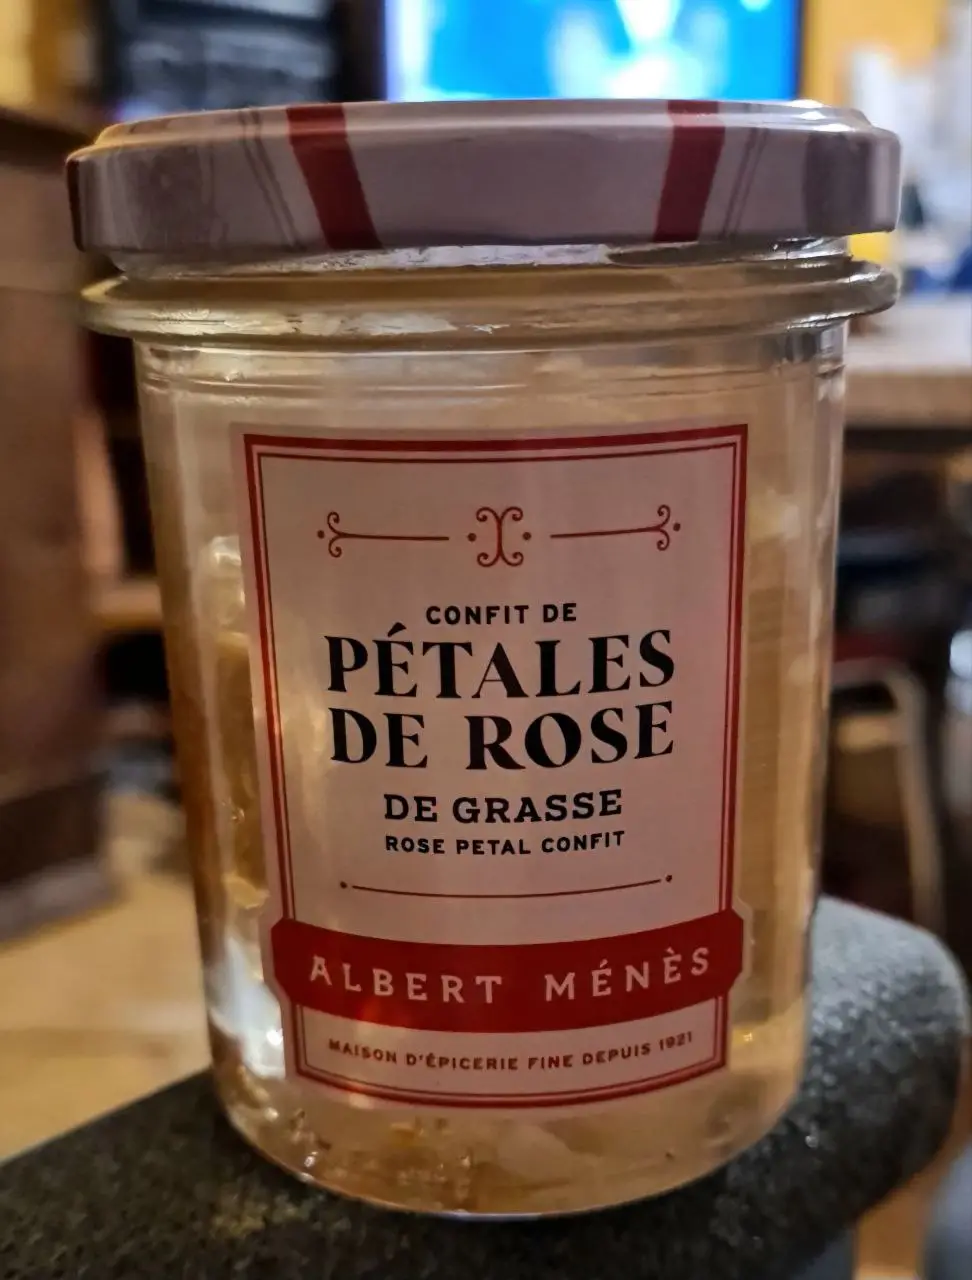 CONFIT DE
PÉTALES
DE ROSE
DE GRASSE
ROSE PETAL CONFIT
ALBERT MÉNÈS
MAISON D'ÉPICERIE FINE DEPUIS 1921